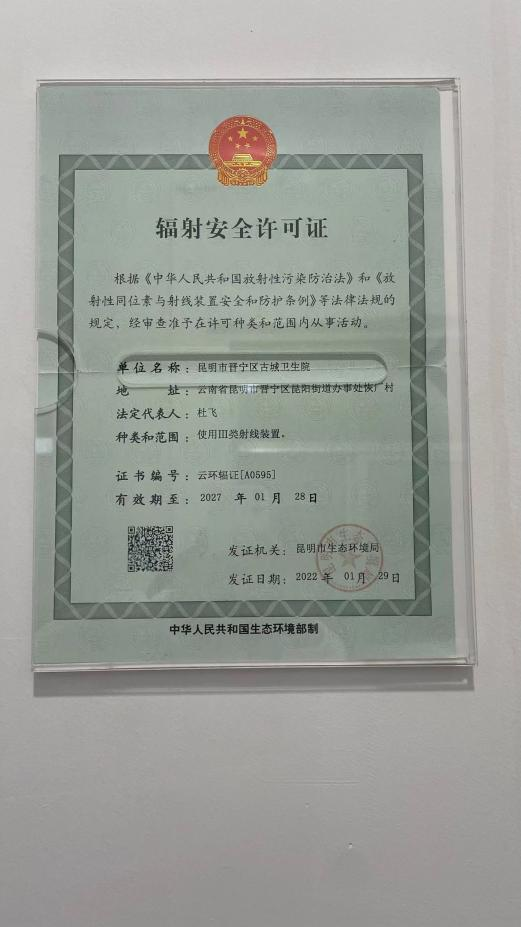 辐射安全许可证
根据《中华人民共和国放射性污染防治法》和《放
射性同位素与射线装置安全和防护条例》等法律法规的
规定，经审查准予在许可种类和范围内从事活动。
单位名称：昆明市晋宁区古城卫生院
地　　址：云南省昆明市晋宁区昆阳街道办事处恢厂村
法定代表人：杜飞
种类和范围：使用III类射线装置。
证书编号：云环辐证[A0595]
有效期至：2027 年 01 月 28 日
发证机关：昆明市生态环境局
发证日期：2022 年 01 月 29 日
中华人民共和国生态环境部制